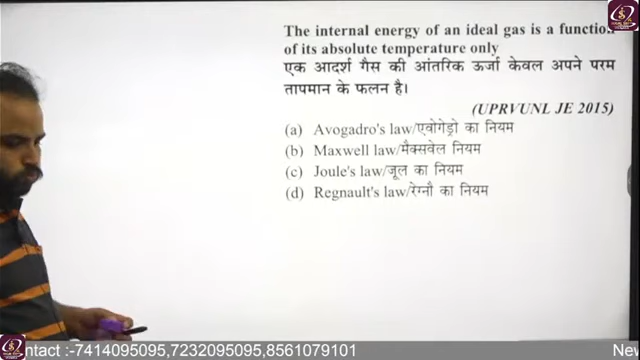 The internal energy of an ideal gas is a function
of its absolute temperature only
एक आदर्श गैस की आंतरिक ऊर्जा केवल अपने परम
तापमान के फलन है।
(UPRVUNL JE 2015)
(a) Avogadro's law/एवोगेड्रो का नियम
(b) Maxwell law/मैक्सवेल नियम
(c) Joule's law/जूल का नियम
(d) Regnault's law/रेग्नौ का नियम
ontact :-7414095095,7232095095,8561079101
Nev